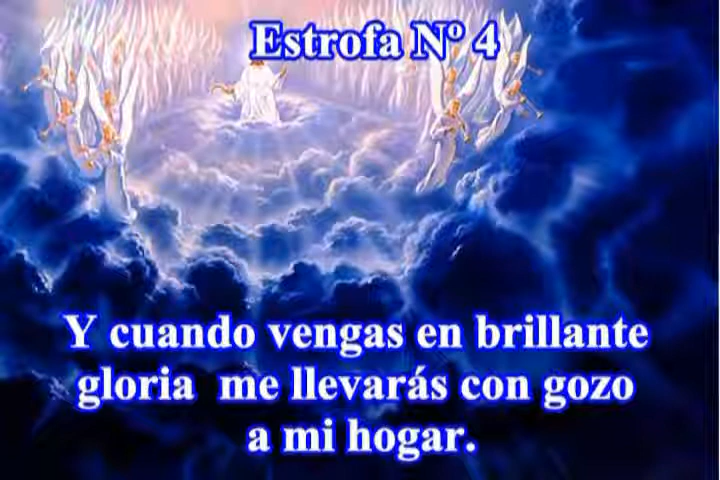 Estrofa Nº 4
Y cuando vengas en brillante
gloria  me llevarás con gozo
a mi hogar.